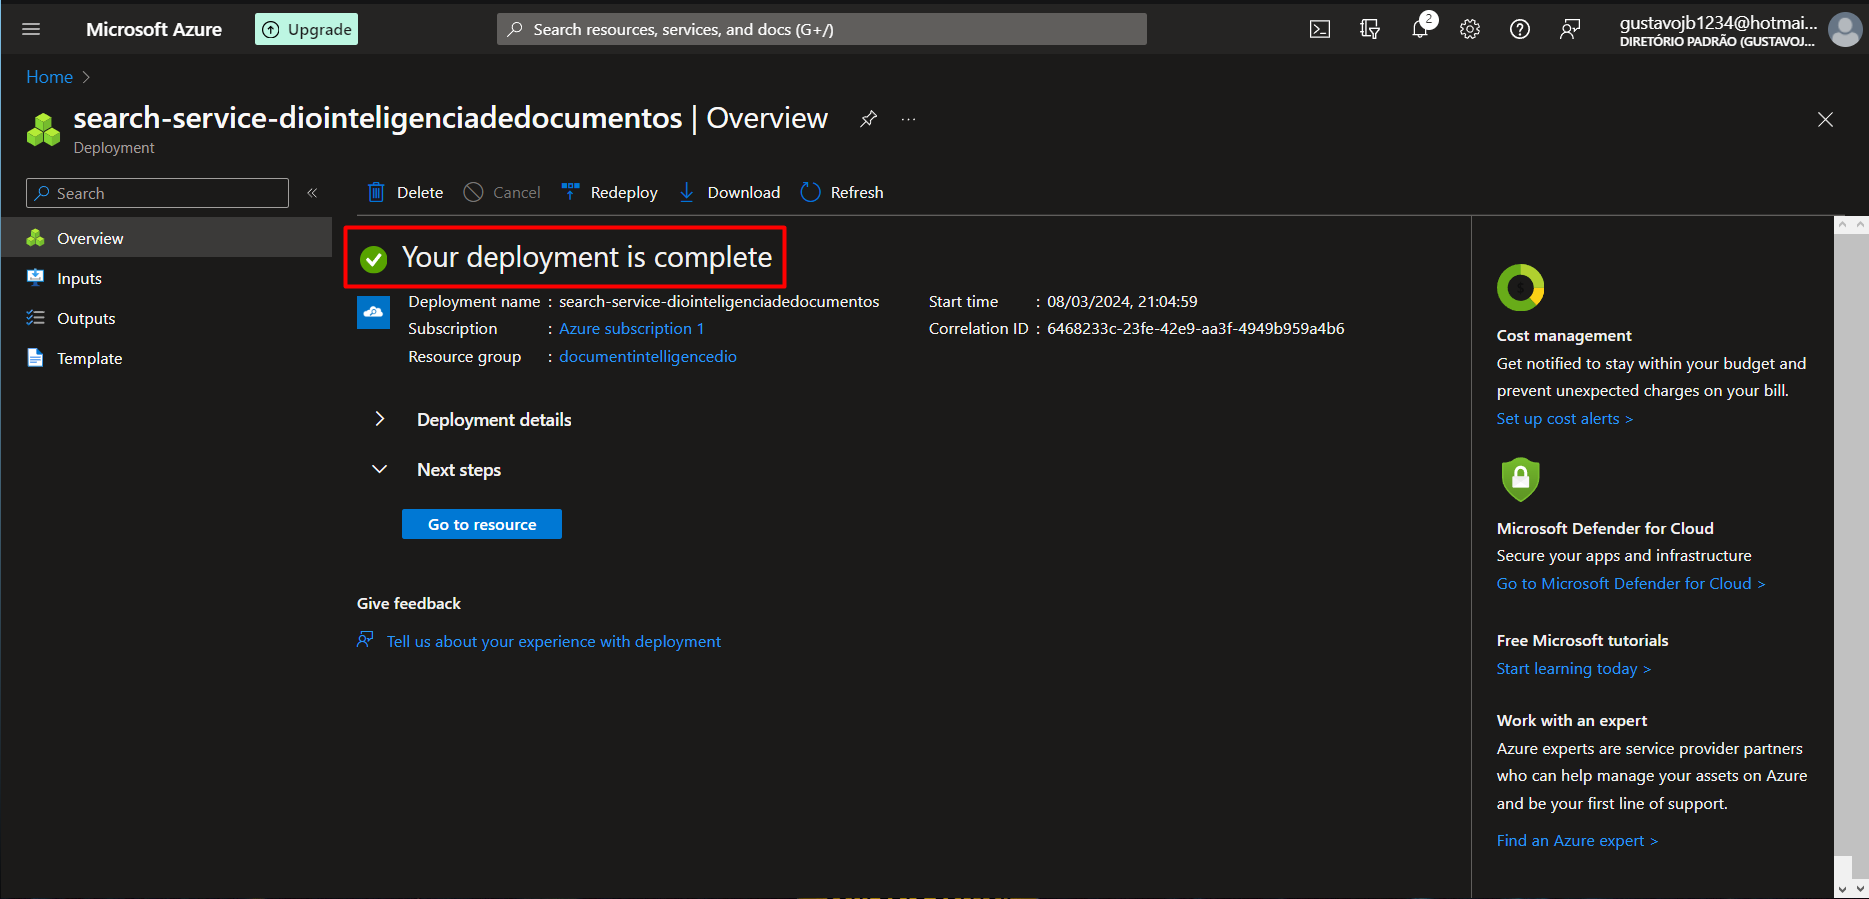 Microsoft Azure
Upgrade
Search resources, services, and docs (G+/)
2
gustavojb1234@hotmai...
DIRETÓRIO PADRÃO (GUSTAVOJ...
Home
search-service-diointeligenciadedocumentos | Overview
Deployment
Search
Delete
Cancel
Redeploy
Download
Refresh
Overview
Inputs
Outputs
Template
Your deployment is complete
Deployment name : search-service-diointeligenciadedocumentos
Subscription : Azure subscription 1
Resource group : documentintelligencedio
Start time : 08/03/2024, 21:04:59
Correlation ID : 6468233c-23fe-42e9-aa3f-4949b959a4b6
Deployment details
Next steps
Go to resource
Give feedback
Tell us about your experience with deployment
Cost management
Get notified to stay within your budget and
prevent unexpected charges on your bill.
Set up cost alerts >
Microsoft Defender for Cloud
Secure your apps and infrastructure
Go to Microsoft Defender for Cloud >
Free Microsoft tutorials
Start learning today >
Work with an expert
Azure experts are service provider partners
who can help manage your assets on Azure
and be your first line of support.
Find an Azure expert >